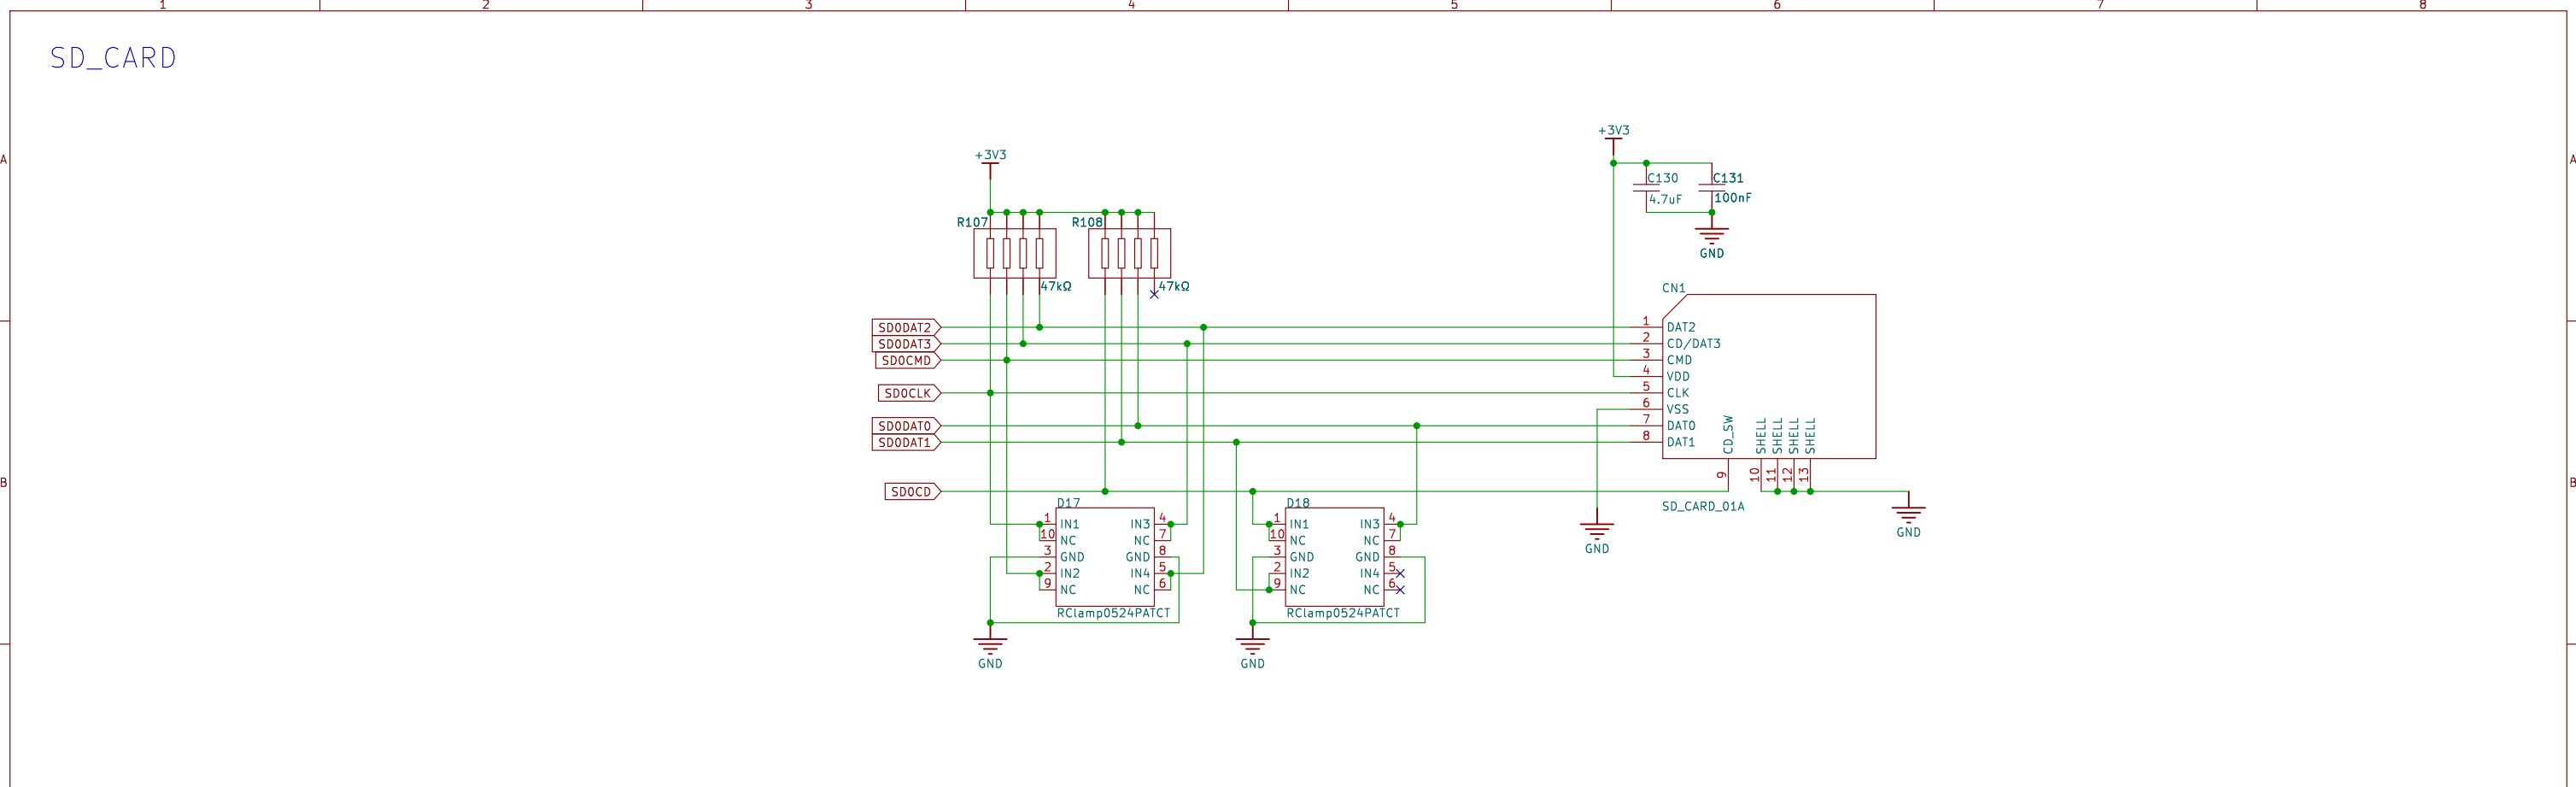 1 2 3 4 5 6 7 8
SD_CARD
+3V3
A A
+3V3
C130 C131
4.7uF 100nF
R107 R108
GND
47kΩ 47kΩ
CN1
SD0DAT2 1 DAT2
SD0DAT3 2 CD/DAT3
SD0CMD 3 CMD
4 VDD
SD0CLK 5 CLK
6 VSS
SD0DAT0 7 DAT0
SD0DAT1 8 DAT1
CD_SW SHELL SHELL SHELL SHELL
9 10 11 12 13
B B
SD0CD
SD_CARD_01A
GND
GND
D17
1 IN1 IN3 4
10 NC NC 7
3 GND GND 8
2 IN2 IN4 5
9 NC NC 6
RClamp0524PATCT
GND
D18
1 IN1 IN3 4
10 NC NC 7
3 GND GND 8
2 IN2 IN4 5
9 NC NC 6
RClamp0524PATCT
GND